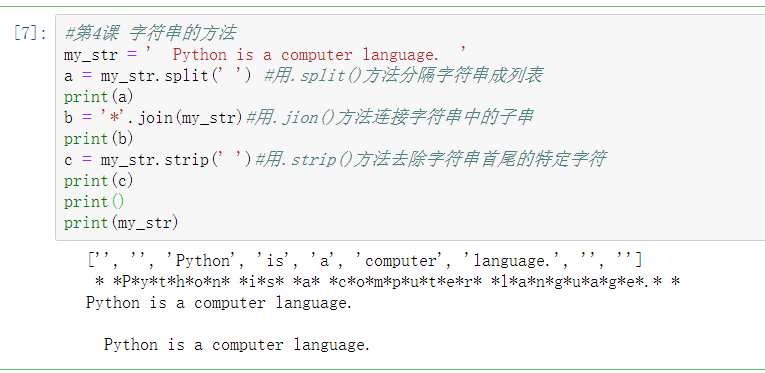 [7]: #第4课 字符串的方法
my_str = '  Python is a computer language.  '
a = my_str.split(' ') #用.split()方法分隔字符串成列表
print(a)
b = '*'.join(my_str)#用.jion()方法连接字符串中的子串
print(b)
c = my_str.strip(' ')#用.strip()方法去除字符串首尾的特定字符
print(c)
print()
print(my_str)
['', '', 'Python', 'is', 'a', 'computer', 'language.', '', '']
 * *P*y*t*h*o*n* *i*s* *a* *c*o*m*p*u*t*e*r* *l*a*n*g*u*a*g*e*.* *
Python is a computer language.
  Python is a computer language.